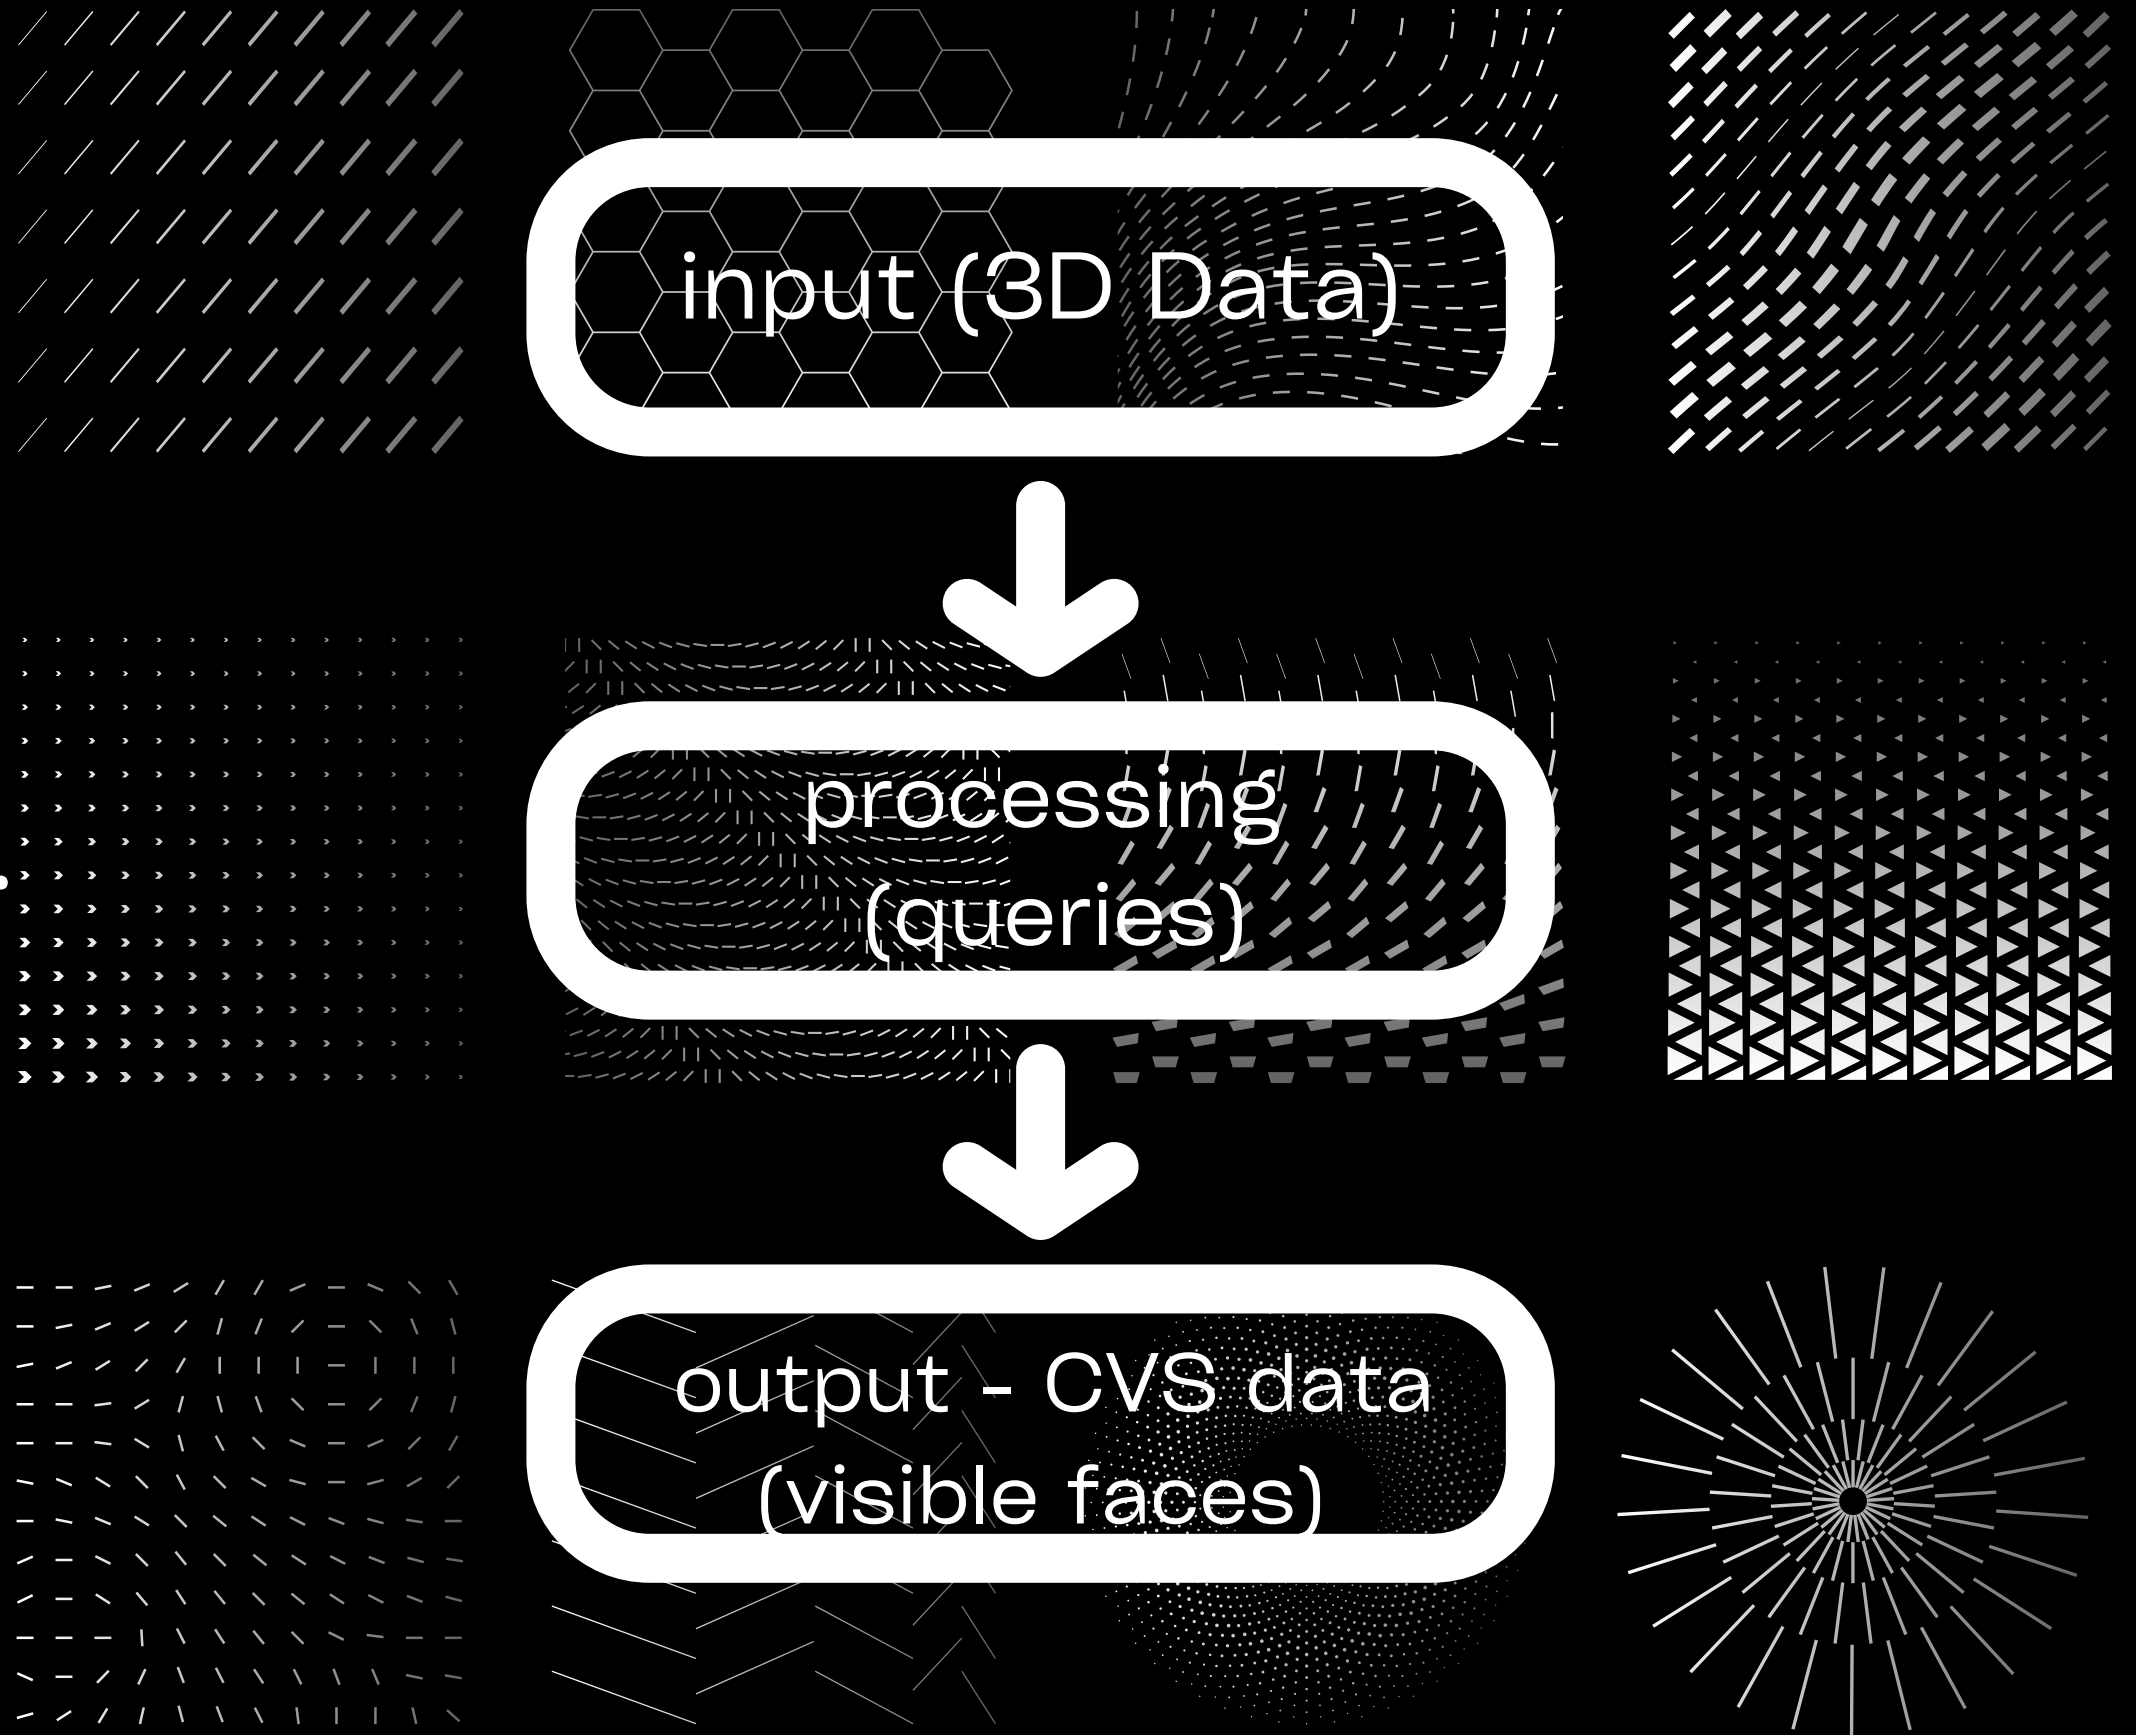 input (3D Data)
processing
(queries)
output - CVS data
(visible faces)